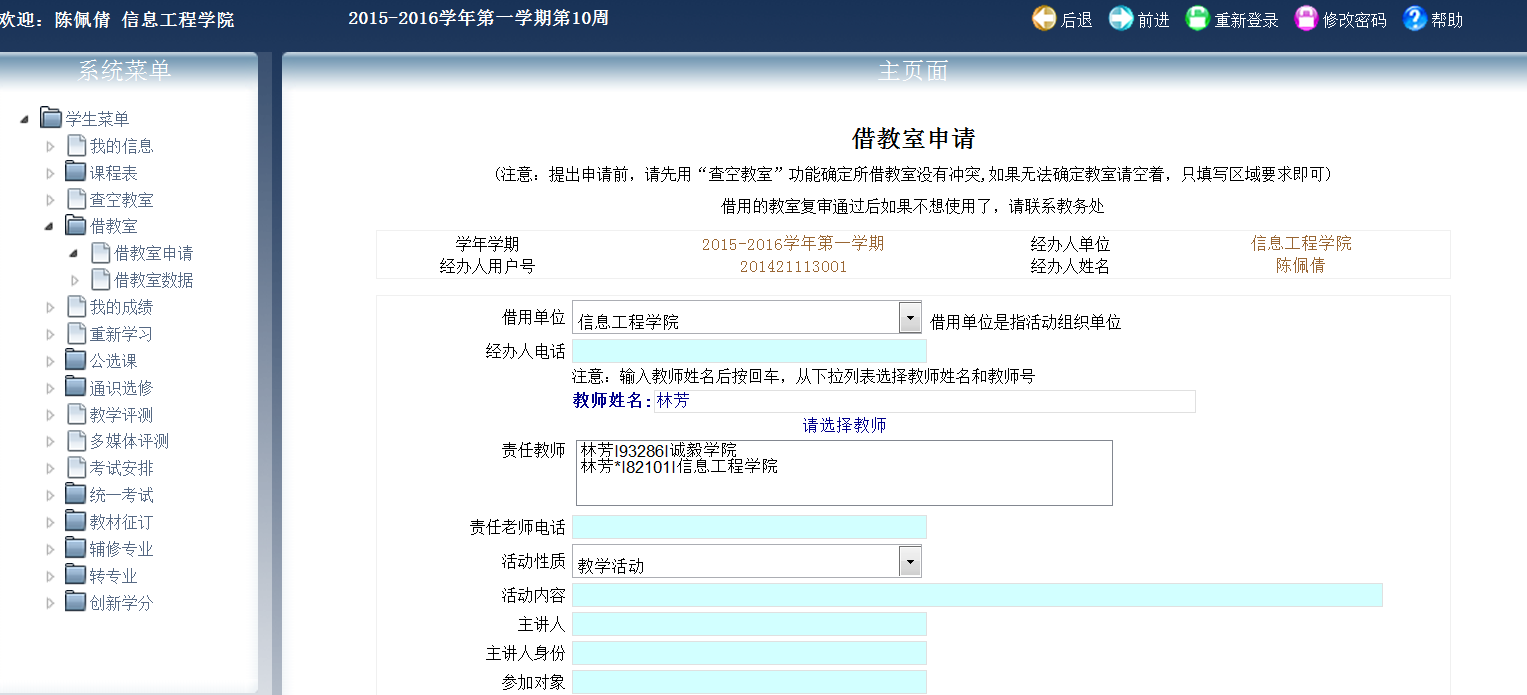 欢迎：陈佩倩 信息工程学院
2015-2016学年第一学期第10周
后退
前进
重新登录
修改密码
帮助
系统菜单
学生菜单
我的信息
课程表
查空教室
借教室
借教室申请
借教室数据
我的成绩
重新学习
公选课
通识选修
教学评测
多媒体评测
考试安排
统一考试
教材征订
辅修专业
转专业
创新学分
主页面
借教室申请
（注意：提出申请前，请先用“查空教室”功能确定所借教室没有冲突,如果无法确定教室请空着，只填写区域要求即可）
借用的教室复审通过后如果不想使用了，请联系教务处
学年学期 2015-2016学年第一学期 经办人单位 信息工程学院
经办人用户号 201421113001 经办人姓名 陈佩倩
借用单位 信息工程学院 借用单位是指活动组织单位
经办人电话
注意：输入教师姓名后按回车，从下拉列表选择教师姓名和教师号
教师姓名: 林芳
请选择教师
责任教师 林芳|93286|诚毅学院
林芳*|82101|信息工程学院
责任老师电话
活动性质 教学活动
活动内容
主讲人
主讲人身份
参加对象